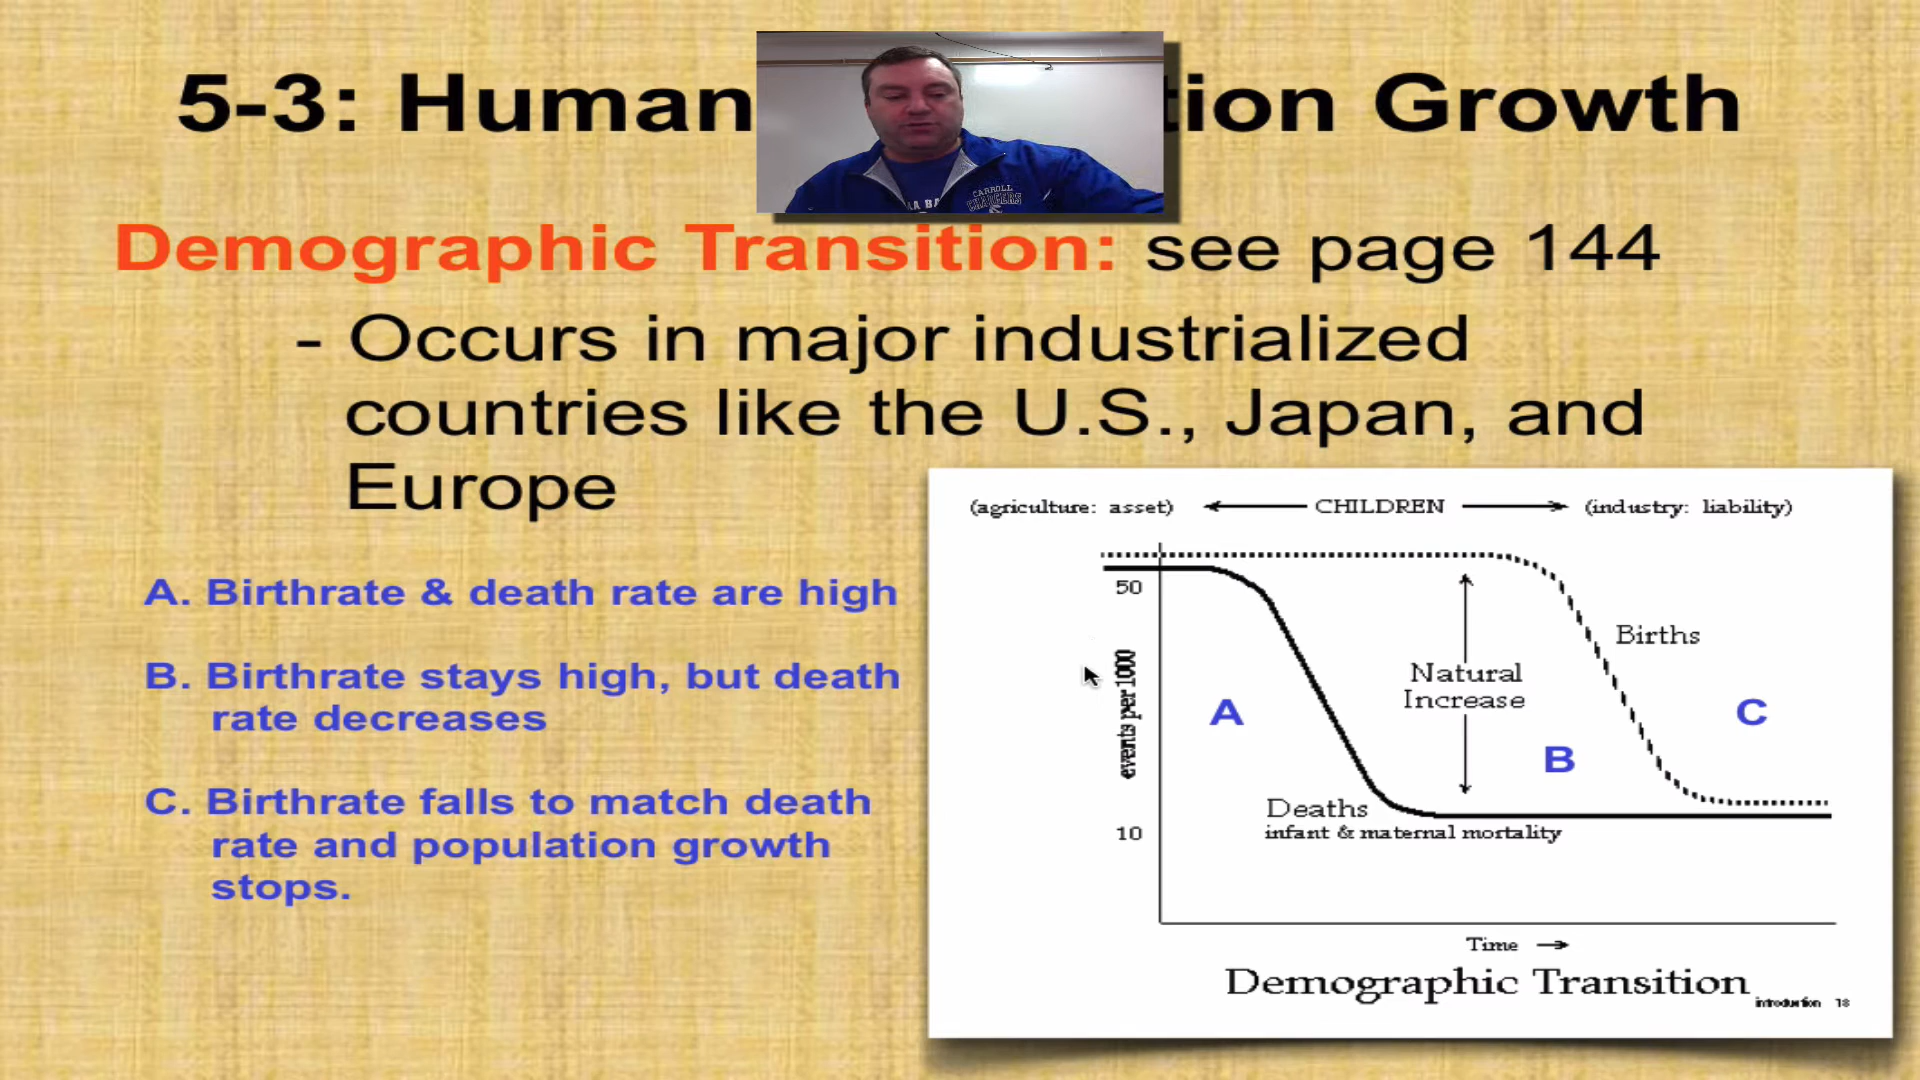 5-3: Human tion Growth
CARROLL
CHARGERS
Demographic Transition: see page 144
- Occurs in major industrialized
countries like the U.S., Japan, and
Europe
A. Birthrate & death rate are high
B. Birthrate stays high, but death
rate decreases
C. Birthrate falls to match death
rate and population growth
stops.
(agriculture: asset) CHILDREN (industry: liability)
50
Births
events per 1000
Natural
Increase
A
C
B
Deaths
10
infant & maternal mortality
Time
Demographic Transition
introduction 18